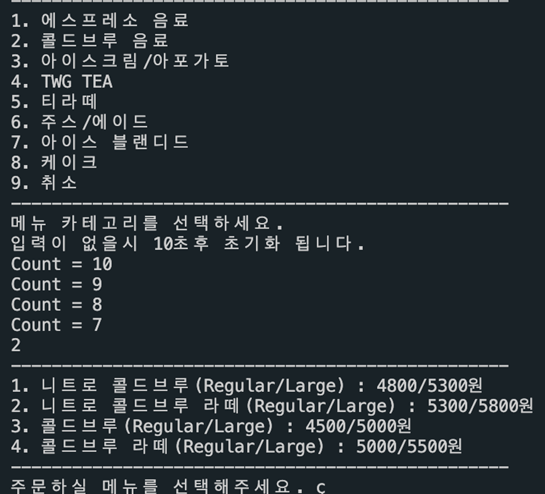 --------------------------------------------------
1. 에스프레소 음료
2. 콜드브루 음료
3. 아이스크림/아포가토
4. TWG TEA
5. 티라떼
6. 주스/에이드
7. 아이스 블랜디드
8. 케이크
9. 취소
--------------------------------------------------
메뉴 카테고리를 선택하세요.
입력이 없을시 10초후 초기화 됩니다.
Count = 10
Count = 9
Count = 8
Count = 7
2
--------------------------------------------------
1. 니트로 콜드브루(Regular/Large) : 4800/5300원
2. 니트로 콜드브루 라떼(Regular/Large) : 5300/5800원
3. 콜드브루(Regular/Large) : 4500/5000원
4. 콜드브루 라떼(Regular/Large) : 5000/5500원
--------------------------------------------------
주문하실 메뉴를 선택해주세요. c